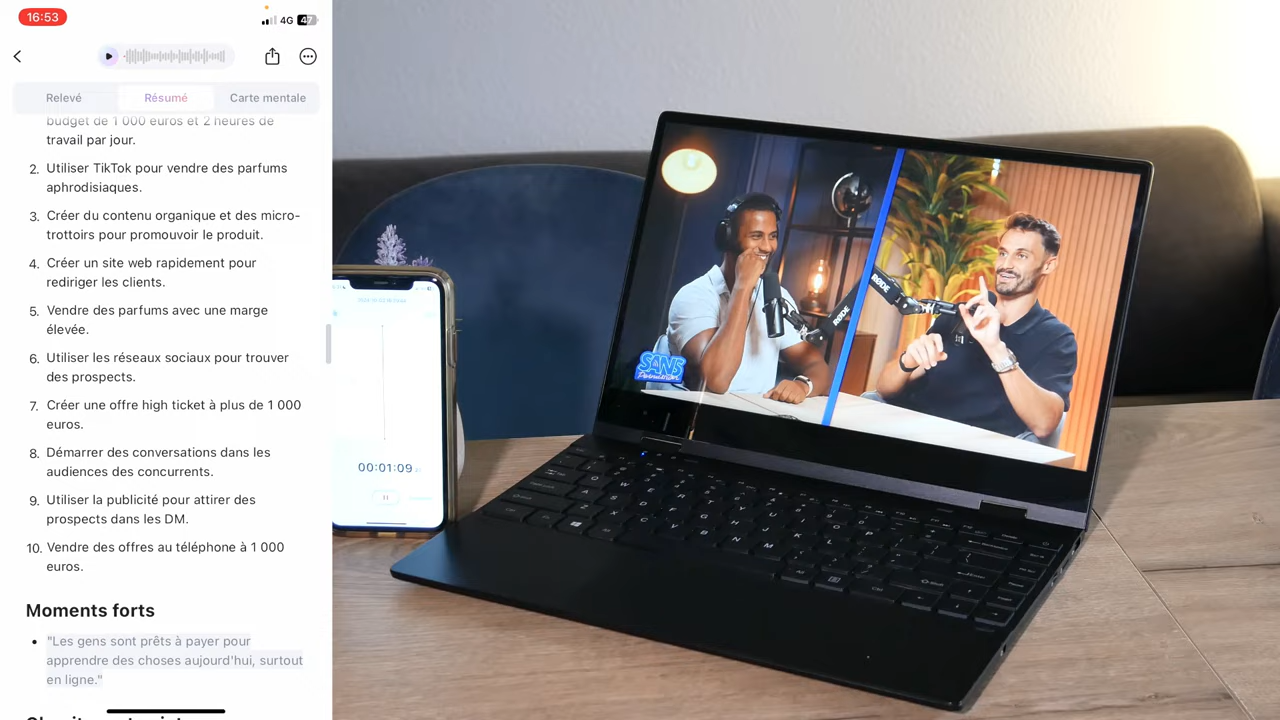 16:53
4G 47
Relevé Résumé Carte mentale
budget de 1 000 euros et 2 heures de
travail par jour.
2. Utiliser TikTok pour vendre des parfums
aphrodisiaques.
3. Créer du contenu organique et des micro-
trottoirs pour promouvoir le produit.
4. Créer un site web rapidement pour
rediriger les clients.
5. Vendre des parfums avec une marge
élevée.
6. Utiliser les réseaux sociaux pour trouver
des prospects.
7. Créer une offre high ticket à plus de 1 000
euros.
8. Démarrer des conversations dans les
audiences des concurrents.
9. Utiliser la publicité pour attirer des
prospects dans les DM.
10. Vendre des offres au téléphone à 1 000
euros.
Moments forts
• "Les gens sont prêts à payer pour
apprendre des choses aujourd'hui, surtout
en ligne."
00:01:09
SANS
RØDE
RØDE